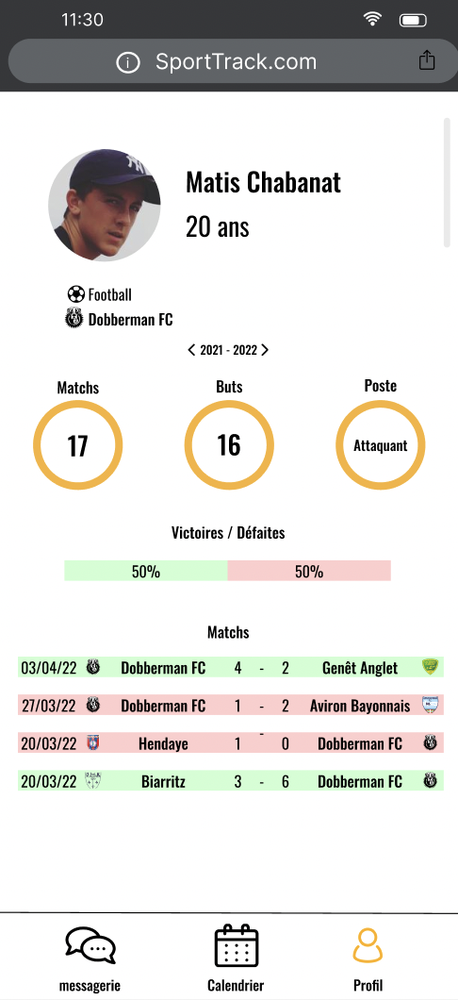 11:30
SportTrack.com
Matis Chabanat
20 ans
Football
Dobberman FC
2021 - 2022
Matchs
Buts
Poste
17
16
Attaquant
Victoires / Défaites
50%
50%
Matchs
03/04/22 Dobberman FC 4 - 2 Genêt Anglet
27/03/22 Dobberman FC 1 - 2 Aviron Bayonnais
20/03/22 Hendaye 1 - 0 Dobberman FC
20/03/22 Biarritz 3 - 6 Dobberman FC
messagerie
Calendrier
Profil